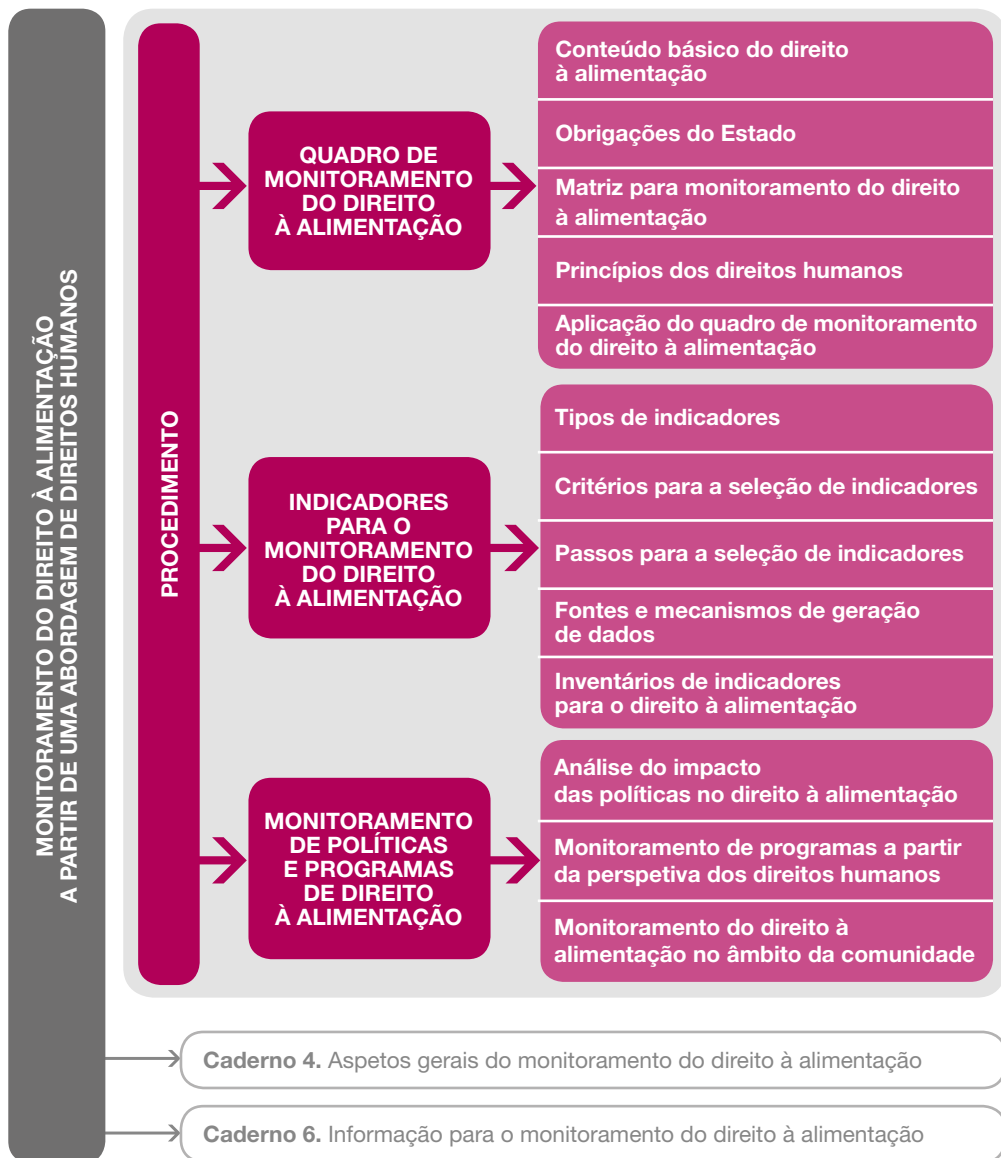 MONITORAMENTO DO DIREITO À ALIMENTAÇÃO
A PARTIR DE UMA ABORDAGEM DE DIREITOS HUMANOS
PROCEDIMENTO
QUADRO DE
MONITORAMENTO
DO DIREITO
À ALIMENTAÇÃO
Conteúdo básico do direito
à alimentação
Obrigações do Estado
Matriz para monitoramento do direito
à alimentação
Princípios dos direitos humanos
Aplicação do quadro de monitoramento
do direito à alimentação
INDICADORES
PARA O
MONITORAMENTO
DO DIREITO
À ALIMENTAÇÃO
Tipos de indicadores
Critérios para a seleção de indicadores
Passos para a seleção de indicadores
Fontes e mecanismos de geração
de dados
Inventários de indicadores
para o direito à alimentação
MONITORAMENTO
DE POLÍTICAS
E PROGRAMAS
DE DIREITO
À ALIMENTAÇÃO
Análise do impacto
das políticas no direito à alimentação
Monitoramento de programas a partir
da perspetiva dos direitos humanos
Monitoramento do direito à
alimentação no âmbito da comunidade
Caderno 4. Aspetos gerais do monitoramento do direito à alimentação
Caderno 6. Informação para o monitoramento do direito à alimentação